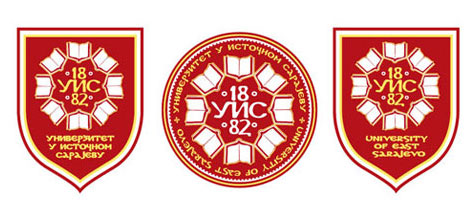 18
УИС
82
УНИВЕРЗИТЕТ
У ИСТОЧНОМ
САРАЈЕВУ
УНИВЕРЗИТЕТ У ИСТОЧНОМ САРАЈЕВУ
18
УИС
82
UNIVERSITY OF EAST SARAJEVO
18
УИС
82
UNIVERSITY
OF EAST
SARAJEVO